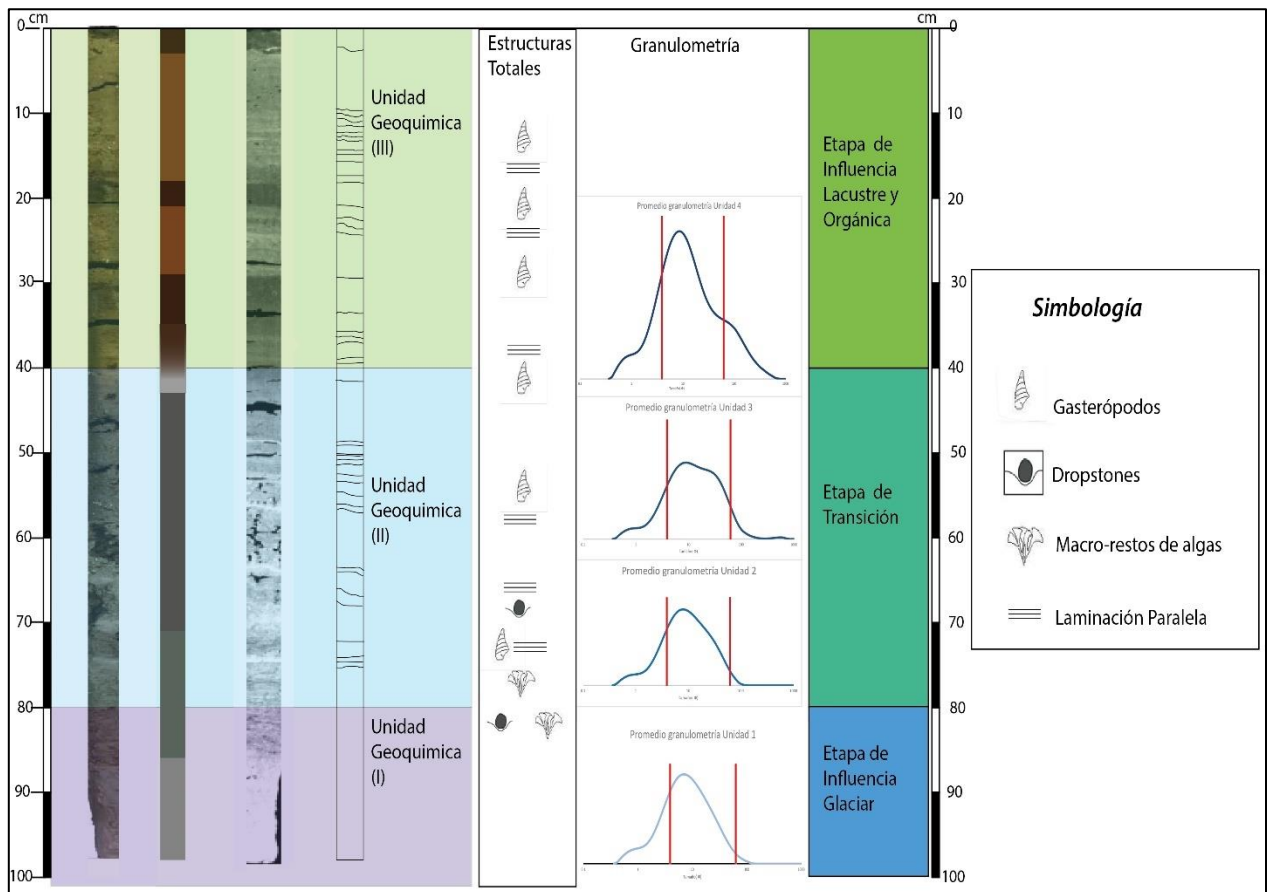 cm
0
10
20
30
40
50
60
70
80
90
100
Unidad
Geoquimica
(III)
Unidad
Geoquimica
(II)
Unidad
Geoquimica
(I)
Estructuras
Totales
Granulometría
Promedio granulometría Unidad 4
Promedio granulometría Unidad 3
Promedio granulometría Unidad 2
Promedio granulometría Unidad 1
Etapa de
Influencia
Lacustre y
Orgánica
Etapa de
Transición
Etapa de
Influencia
Glaciar
cm
0
10
20
30
40
50
60
70
80
90
100
Simbología
Gasterópodos
Dropstones
Macro-restos de algas
Laminación Paralela